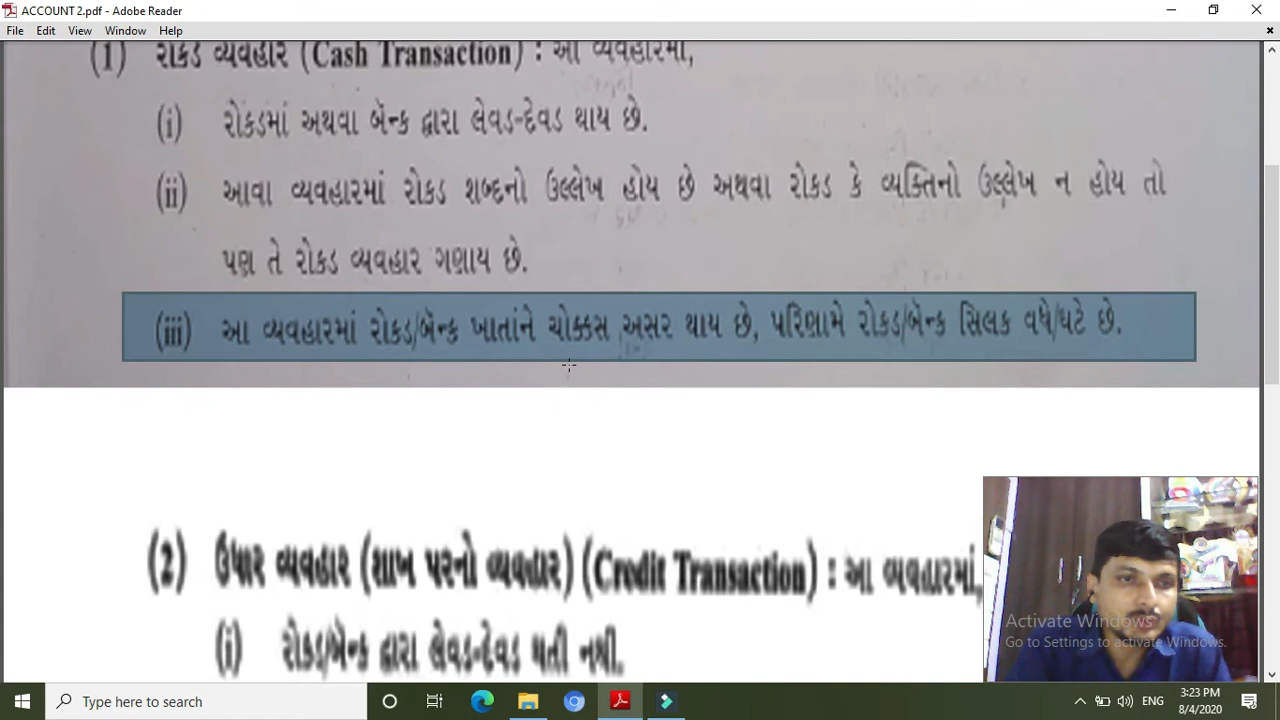 ACCOUNT 2.pdf - Adobe Reader
File Edit View Window Help
(1) રોકડ વ્યવહાર (Cash Transaction) : આ વ્યવહારમાં,
(i) રોકડમાં અથવા બૅન્ક દ્વારા લેવડ-દેવડ થાય છે.
(ii) આવા વ્યવહારમાં રોકડ શબ્દનો ઉલ્લેખ હોય છે અથવા રોકડ કે વ્યક્તિનો ઉલ્લેખ ન હોય તો
પણ તે રોકડ વ્યવહાર ગણાય છે.
(iii) આ વ્યવહારમાં રોકડ/બૅન્ક ખાતાંને ચોક્કસ અસર થાય છે, પરિણામે રોકડ/બૅન્ક સિલક વધે/ઘટે છે.
(2) ઉધાર વ્યવહાર (શાખ પરનો વ્યવહાર) (Credit Transaction) : આ વ્યવહારમાં,
(i) રોકડ/બૅન્ક દ્વારા લેવડ-દેવડ થતી નથી.
Activate Windows
Go to Settings to activate Windows.
Type here to search
ENG
3:23 PM
8/4/2020